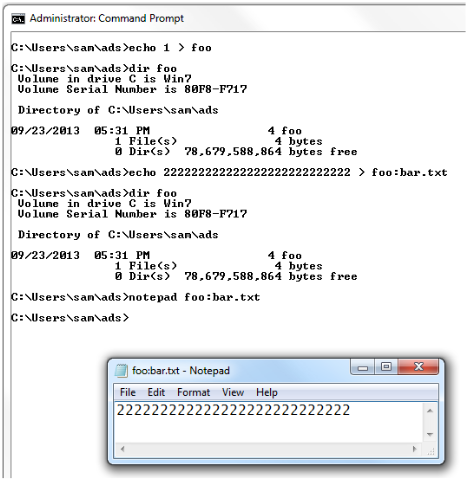 Administrator: Command Prompt
C:\Users\sam\ads>echo 1 > foo
C:\Users\sam\ads>dir foo
Volume in drive C is Win7
Volume Serial Number is 80F8-F717
Directory of C:\Users\sam\ads
09/23/2013 05:31 PM 4 foo
1 File(s) 4 bytes
0 Dir(s) 78,679,588,864 bytes free
C:\Users\sam\ads>echo 2222222222222222222222222222 > foo:bar.txt
C:\Users\sam\ads>dir foo
Volume in drive C is Win7
Volume Serial Number is 80F8-F717
Directory of C:\Users\sam\ads
09/23/2013 05:31 PM 4 foo
1 File(s) 4 bytes
0 Dir(s) 78,679,588,864 bytes free
C:\Users\sam\ads>notepad foo:bar.txt
C:\Users\sam\ads>
foo:bar.txt - Notepad
File Edit Format View Help
2222222222222222222222222222